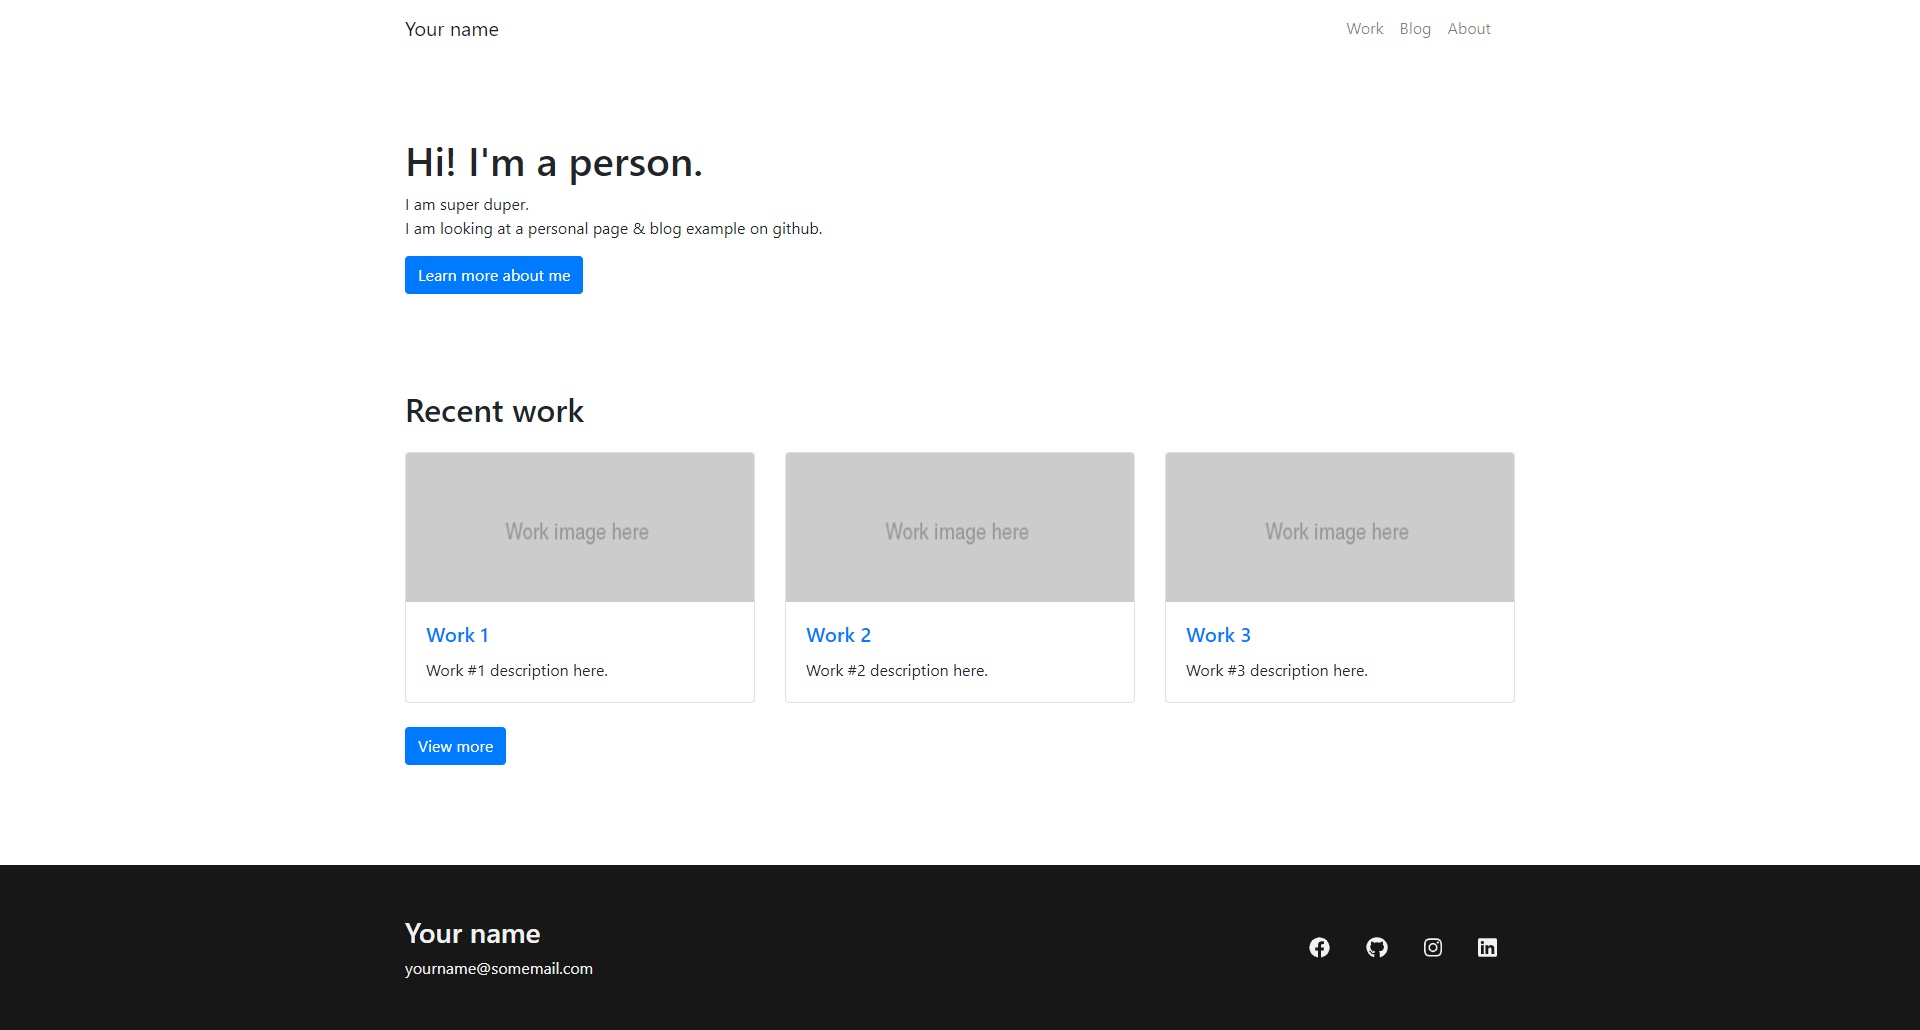 Your name
Work Blog About
Hi! I'm a person.
I am super duper.
I am looking at a personal page & blog example on github.
Learn more about me
Recent work
Work image here
Work image here
Work image here
Work 1
Work #1 description here.
Work 2
Work #2 description here.
Work 3
Work #3 description here.
View more
Your name
yourname@somemail.com